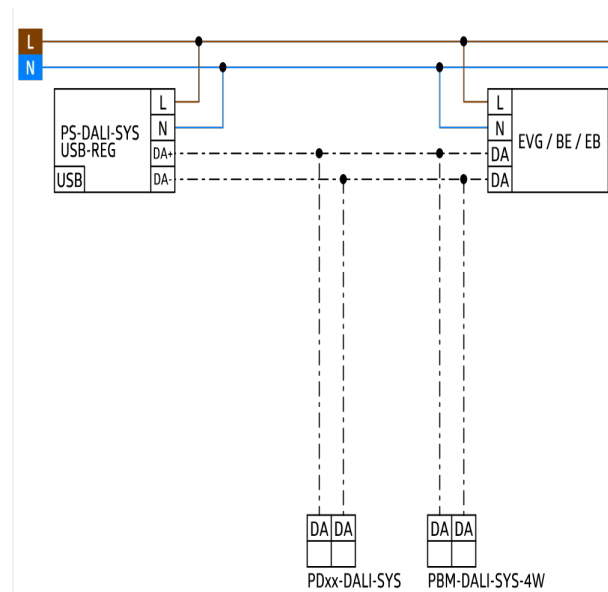 L
N
PS-DALI-SYS
USB-REG
USB
L
N
DA+
DA-
L
N
DA
DA
EVG / BE / EB
DA DA
PDxx-DALI-SYS
DA DA
PBM-DALI-SYS-4W